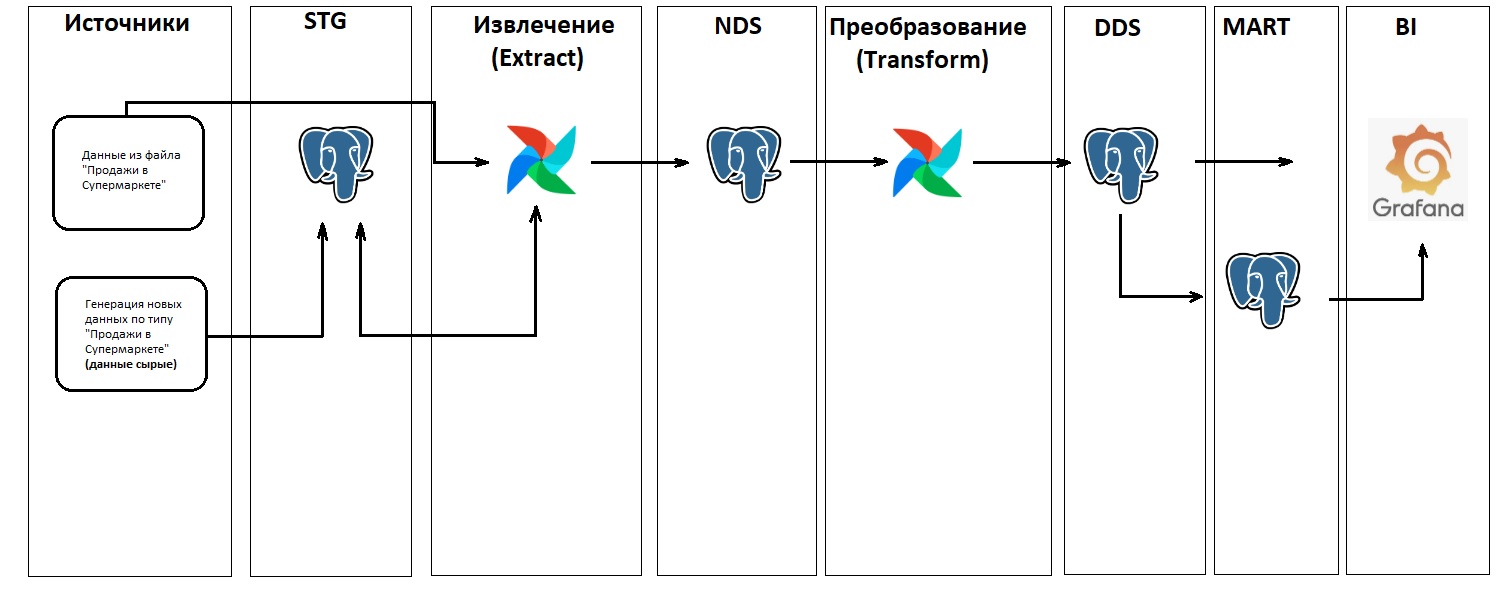 Источники
STG
Извлечение
(Extract)
NDS
Преобразование
(Transform)
DDS
MART
BI
Данные из файла
"Продажи в
Супермаркете"
Генерация новых
данных по типу
"Продажи в
Супермаркете"
(данные сырые)
Grafana